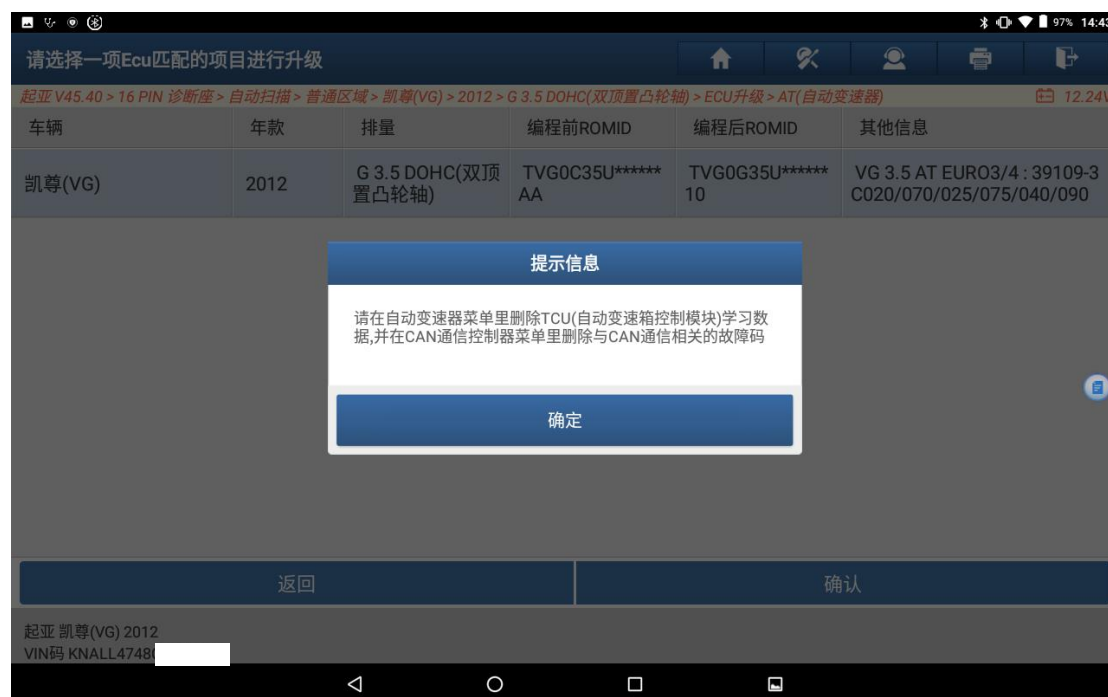 97% 14:43
请选择一项Ecu匹配的项目进行升级
起亚 V45.40 > 16 PIN 诊断座 > 自动扫描 > 普通区域 > 凯尊(VG) > 2012 > G 3.5 DOHC(双顶置凸轮轴) > ECU升级 > AT(自动变速器) 12.24V
车辆 年款 排量 编程前ROMID 编程后ROMID 其他信息
凯尊(VG) 2012 G 3.5 DOHC(双顶 TVG0C35U****** TVG0G35U****** VG 3.5 AT EURO3/4 : 39109-3
置凸轮轴) AA 10 C020/070/025/075/040/090
提示信息
请在自动变速器菜单里删除TCU(自动变速箱控制模块)学习数
据,并在CAN通信控制器菜单里删除与CAN通信相关的故障码
确定
返回 确认
起亚 凯尊(VG) 2012
VIN码 KNALL4748